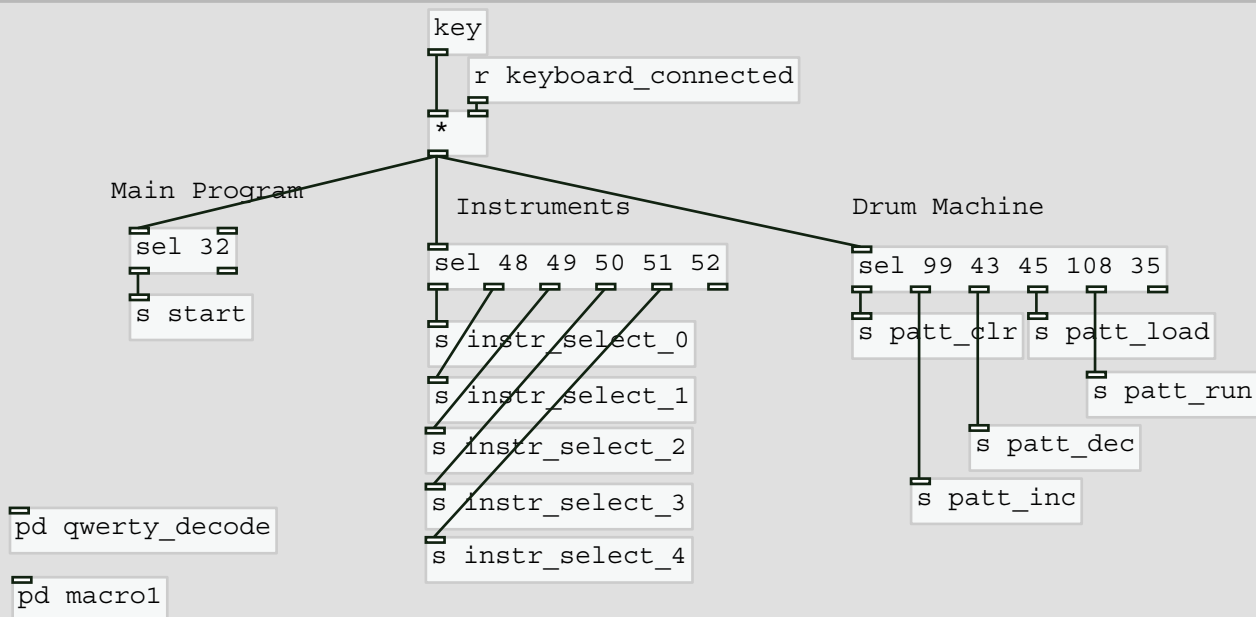 key
r keyboard_connected
*
Main Program
Instruments
Drum Machine
sel 32
sel 48 49 50 51 52
sel 99 43 45 108 35
s start
s instr_select_0
s patt_clr
s patt_load
s instr_select_1
s patt_run
s instr_select_2
s patt_dec
s instr_select_3
s patt_inc
pd qwerty_decode
s instr_select_4
pd macro1